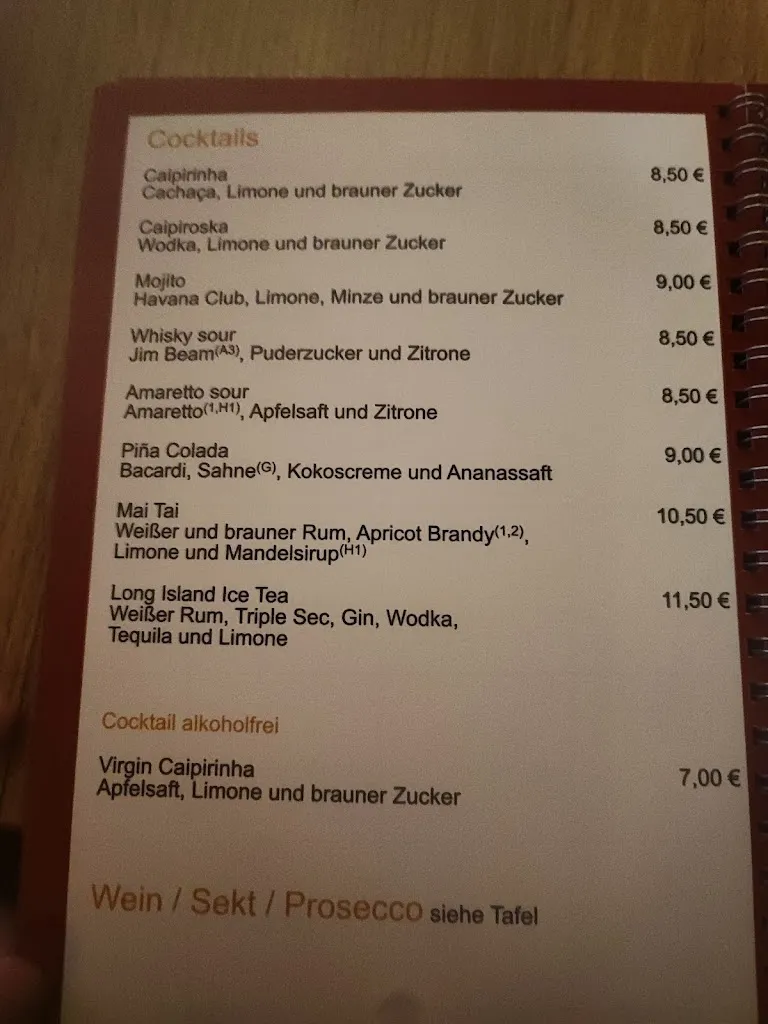 Cocktails
Caipirinha 8,50 €
Cachaça, Limone und brauner Zucker
Caipiroska 8,50 €
Wodka, Limone und brauner Zucker
Mojito 9,00 €
Havana Club, Limone, Minze und brauner Zucker
Whisky sour 8,50 €
Jim Beam(A3), Puderzucker und Zitrone
Amaretto sour 8,50 €
Amaretto(1,H1), Apfelsaft und Zitrone
Piña Colada 9,00 €
Bacardi, Sahne(G), Kokoscreme und Ananassaft
Mai Tai 10,50 €
Weißer und brauner Rum, Apricot Brandy(1,2),
Limone und Mandelsirup(H1)
Long Island Ice Tea 11,50 €
Weißer Rum, Triple Sec, Gin, Wodka,
Tequila und Limone
Cocktail alkoholfrei
Virgin Caipirinha 7,00 €
Apfelsaft, Limone und brauner Zucker
Wein / Sekt / Prosecco siehe Tafel